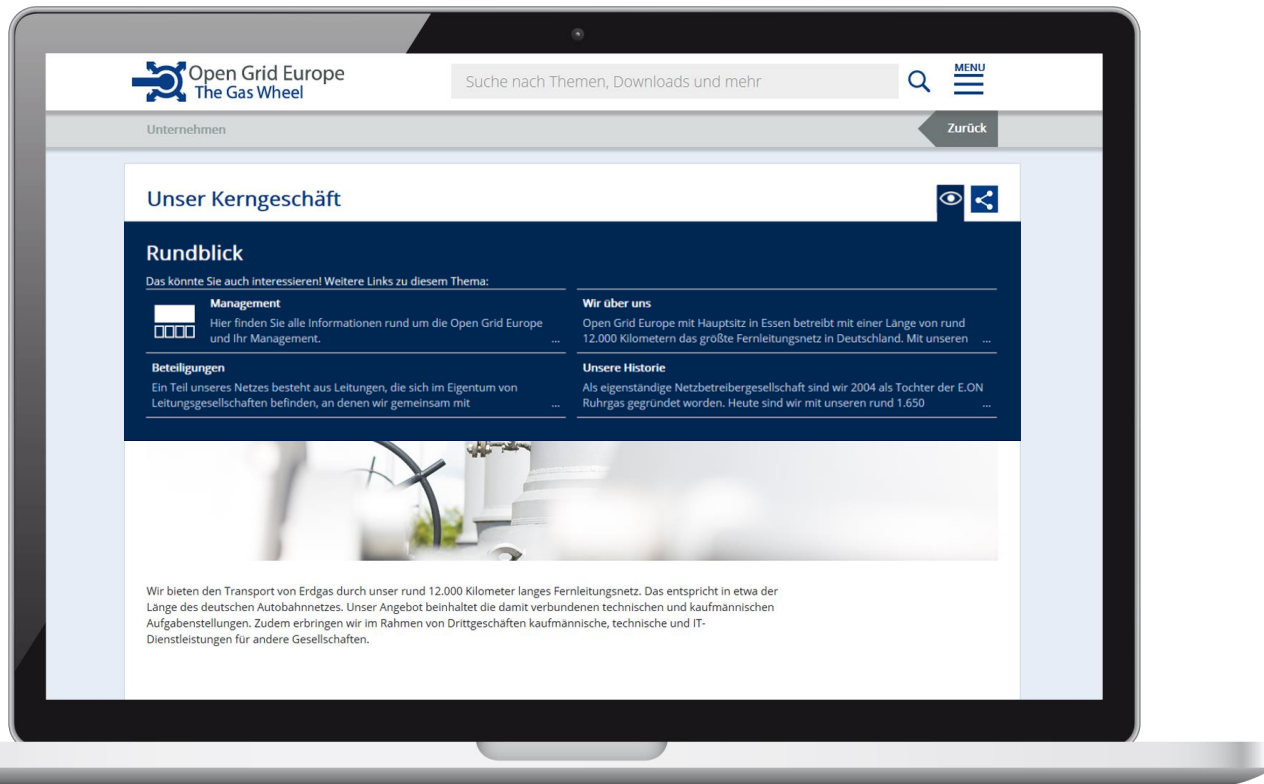 Open Grid Europe
The Gas Wheel
Suche nach Themen, Downloads und mehr
MENU
Unternehmen
Zurück
Unser Kerngeschäft
Rundblick
Das könnte Sie auch interessieren! Weitere Links zu diesem Thema:
Management
Hier finden Sie alle Informationen rund um die Open Grid Europe
und Ihr Management. ...
Wir über uns
Open Grid Europe mit Hauptsitz in Essen betreibt mit einer Länge von rund
12.000 Kilometern das größte Fernleitungsnetz in Deutschland. Mit unseren ...
Beteiligungen
Ein Teil unseres Netzes besteht aus Leitungen, die sich im Eigentum von
Leitungsgesellschaften befinden, an denen wir gemeinsam mit ...
Unsere Historie
Als eigenständige Netzbetreibergesellschaft sind wir 2004 als Tochter der E.ON
Ruhrgas gegründet worden. Heute sind wir mit unseren rund 1.650 ...
Wir bieten den Transport von Erdgas durch unser rund 12.000 Kilometer langes Fernleitungsnetz. Das entspricht in etwa der
Länge des deutschen Autobahnnetzes. Unser Angebot beinhaltet die damit verbundenen technischen und kaufmännischen
Aufgabenstellungen. Zudem erbringen wir im Rahmen von Drittgeschäften kaufmännische, technische und IT-
Dienstleistungen für andere Gesellschaften.